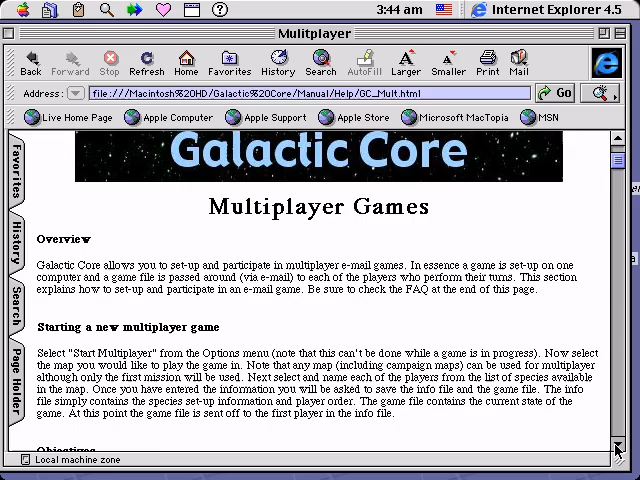 3:44 am Internet Explorer 4.5
Mulitplayer
Back Forward Stop Refresh Home Favorites History Search AutoFill Larger Smaller Print Mail
Address: file:///Macintosh%20HD/Galactic%20Core/Manual/Help/GC_Mult.html Go
Live Home Page Apple Computer Apple Support Apple Store Microsoft MacTopia MSN
Favorites
History
Search
Page Holder
Galactic Core
Multiplayer Games
Overview
Galactic Core allows you to set-up and participate in multiplayer e-mail games. In essence a game is set-up on one
computer and a game file is passed around (via e-mail) to each of the players who perform their turns. This section
explains how to set-up and participate in an e-mail game. Be sure to check the FAQ at the end of this page.
Starting a new multiplayer game
Select "Start Multiplayer" from the Options menu (note that this can't be done while a game is in progress). Now select
the map you would like to play the game in. Note that any map (including campaign maps) can be used for multiplayer
although only the first mission will be used. Next select and name each of the players from the list of species available
in the map. Once you have entered the information you will be asked to save the info file and the game file. The info
file simply contains the species set-up information and player order. The game file contains the current state of the
game. At this point the game file is sent off to the first player in the info file.
Objectives
Local machine zone